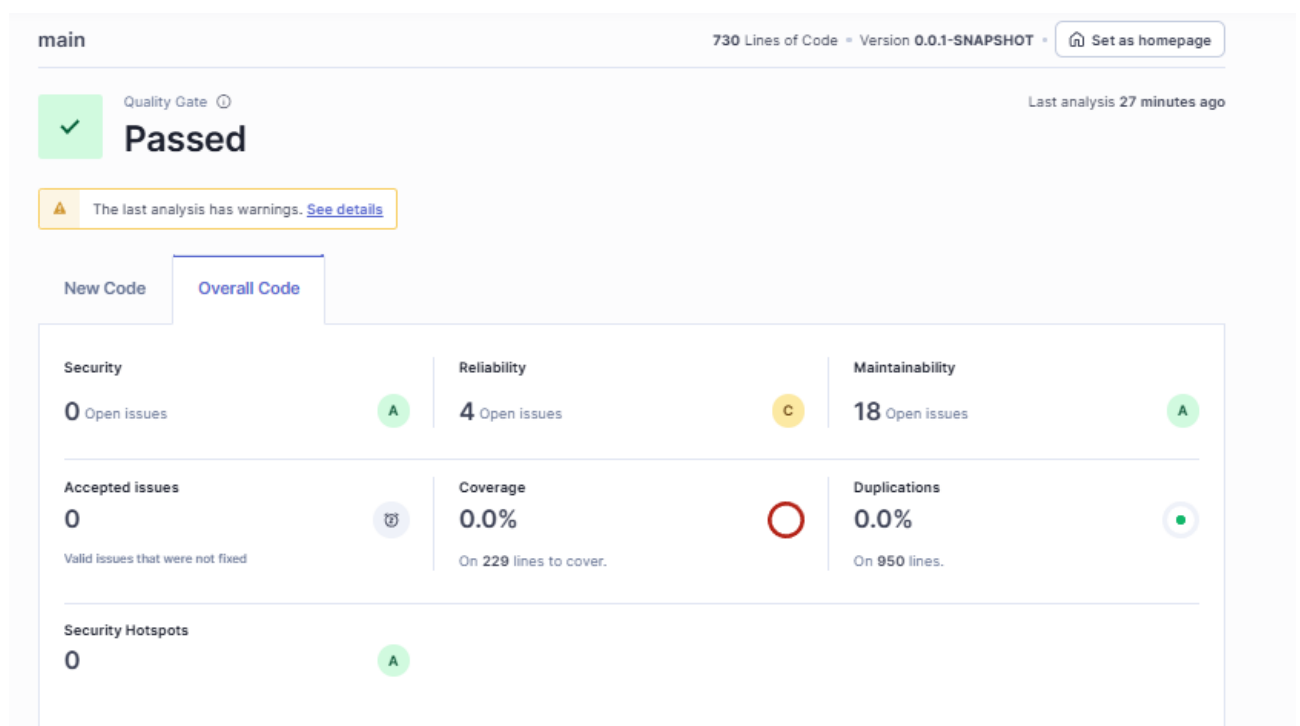 main
730 Lines of Code • Version 0.0.1-SNAPSHOT • Set as homepage
Quality Gate
Last analysis 27 minutes ago
Passed
The last analysis has warnings. See details
New Code
Overall Code
Security
Reliability
Maintainability
0 Open issues
A
4 Open issues
C
18 Open issues
A
Accepted issues
Coverage
Duplications
0
0.0%
0.0%
Valid issues that were not fixed
On 229 lines to cover.
On 950 lines.
Security Hotspots
0
A